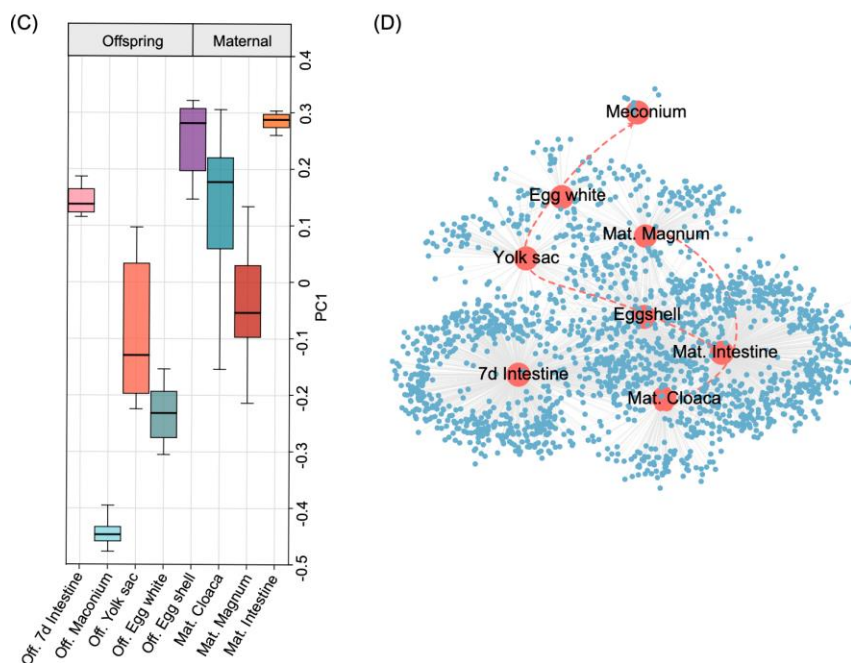 (C)
Offspring
Maternal
0.4
0.3
0.2
0.1
0
-0.1
-0.2
-0.3
-0.4
-0.5
PC1
Off. 7d Intestine
Off. Maconium
Off. Yolk sac
Off. Egg white
Off. Egg shell
Mat. Cloaca
Mat. Magnum
Mat. Intestine
(D)
Meconium
Egg white
Mat. Magnum
Yolk sac
Eggshell
Mat. Intestine
7d Intestine
Mat. Cloaca